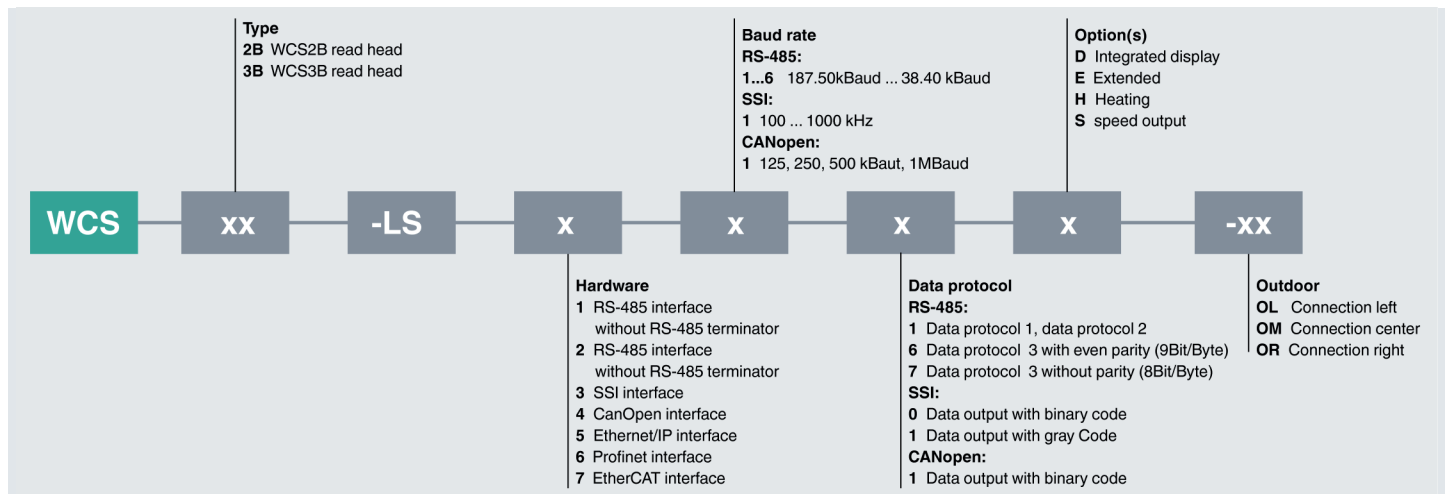 Type
2B WCS2B read head
3B WCS3B read head
Baud rate
RS-485:
1...6 187.50kBaud ... 38.40 kBaud
SSI:
1 100 ... 1000 kHz
CANopen:
1 125, 250, 500 kBaut, 1MBaud
Option(s)
D Integrated display
E Extended
H Heating
S speed output
WCS
xx
-LS
x
x
x
x
-xx
Hardware
1 RS-485 interface
without RS-485 terminator
2 RS-485 interface
without RS-485 terminator
3 SSI interface
4 CanOpen interface
5 Ethernet/IP interface
6 Profinet interface
7 EtherCAT interface
Data protocol
RS-485:
1 Data protocol 1, data protocol 2
6 Data protocol 3 with even parity (9Bit/Byte)
7 Data protocol 3 without parity (8Bit/Byte)
SSI:
0 Data output with binary code
1 Data output with gray Code
CANopen:
1 Data output with binary code
Outdoor
OL Connection left
OM Connection center
OR Connection right